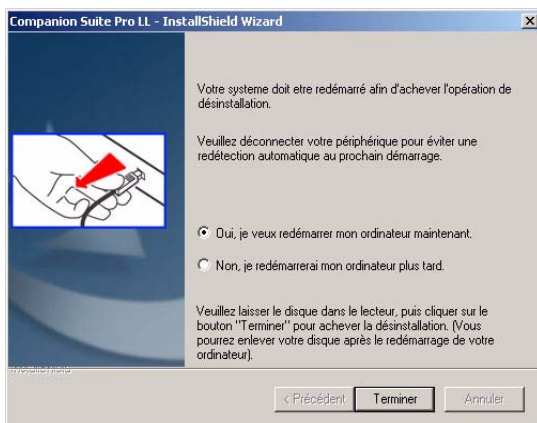 Companion Suite Pro LL - InstallShield Wizard
Votre systeme doit etre redémarré afin d'achever l'opération de
désinstallation.
Veuillez déconnecter votre périphérique pour éviter une
redétection automatique au prochain démarrage.
Oui, je veux redémarrer mon ordinateur maintenant.
Non, je redémarrerai mon ordinateur plus tard.
Veuillez laisser le disque dans le lecteur, puis cliquer sur le
bouton "Terminer" pour achever la désinstallation. (Vous
pourrez enlever votre disque après le redémarrage de votre
ordinateur).
InstallShield
< Précédent
Terminer
Annuler